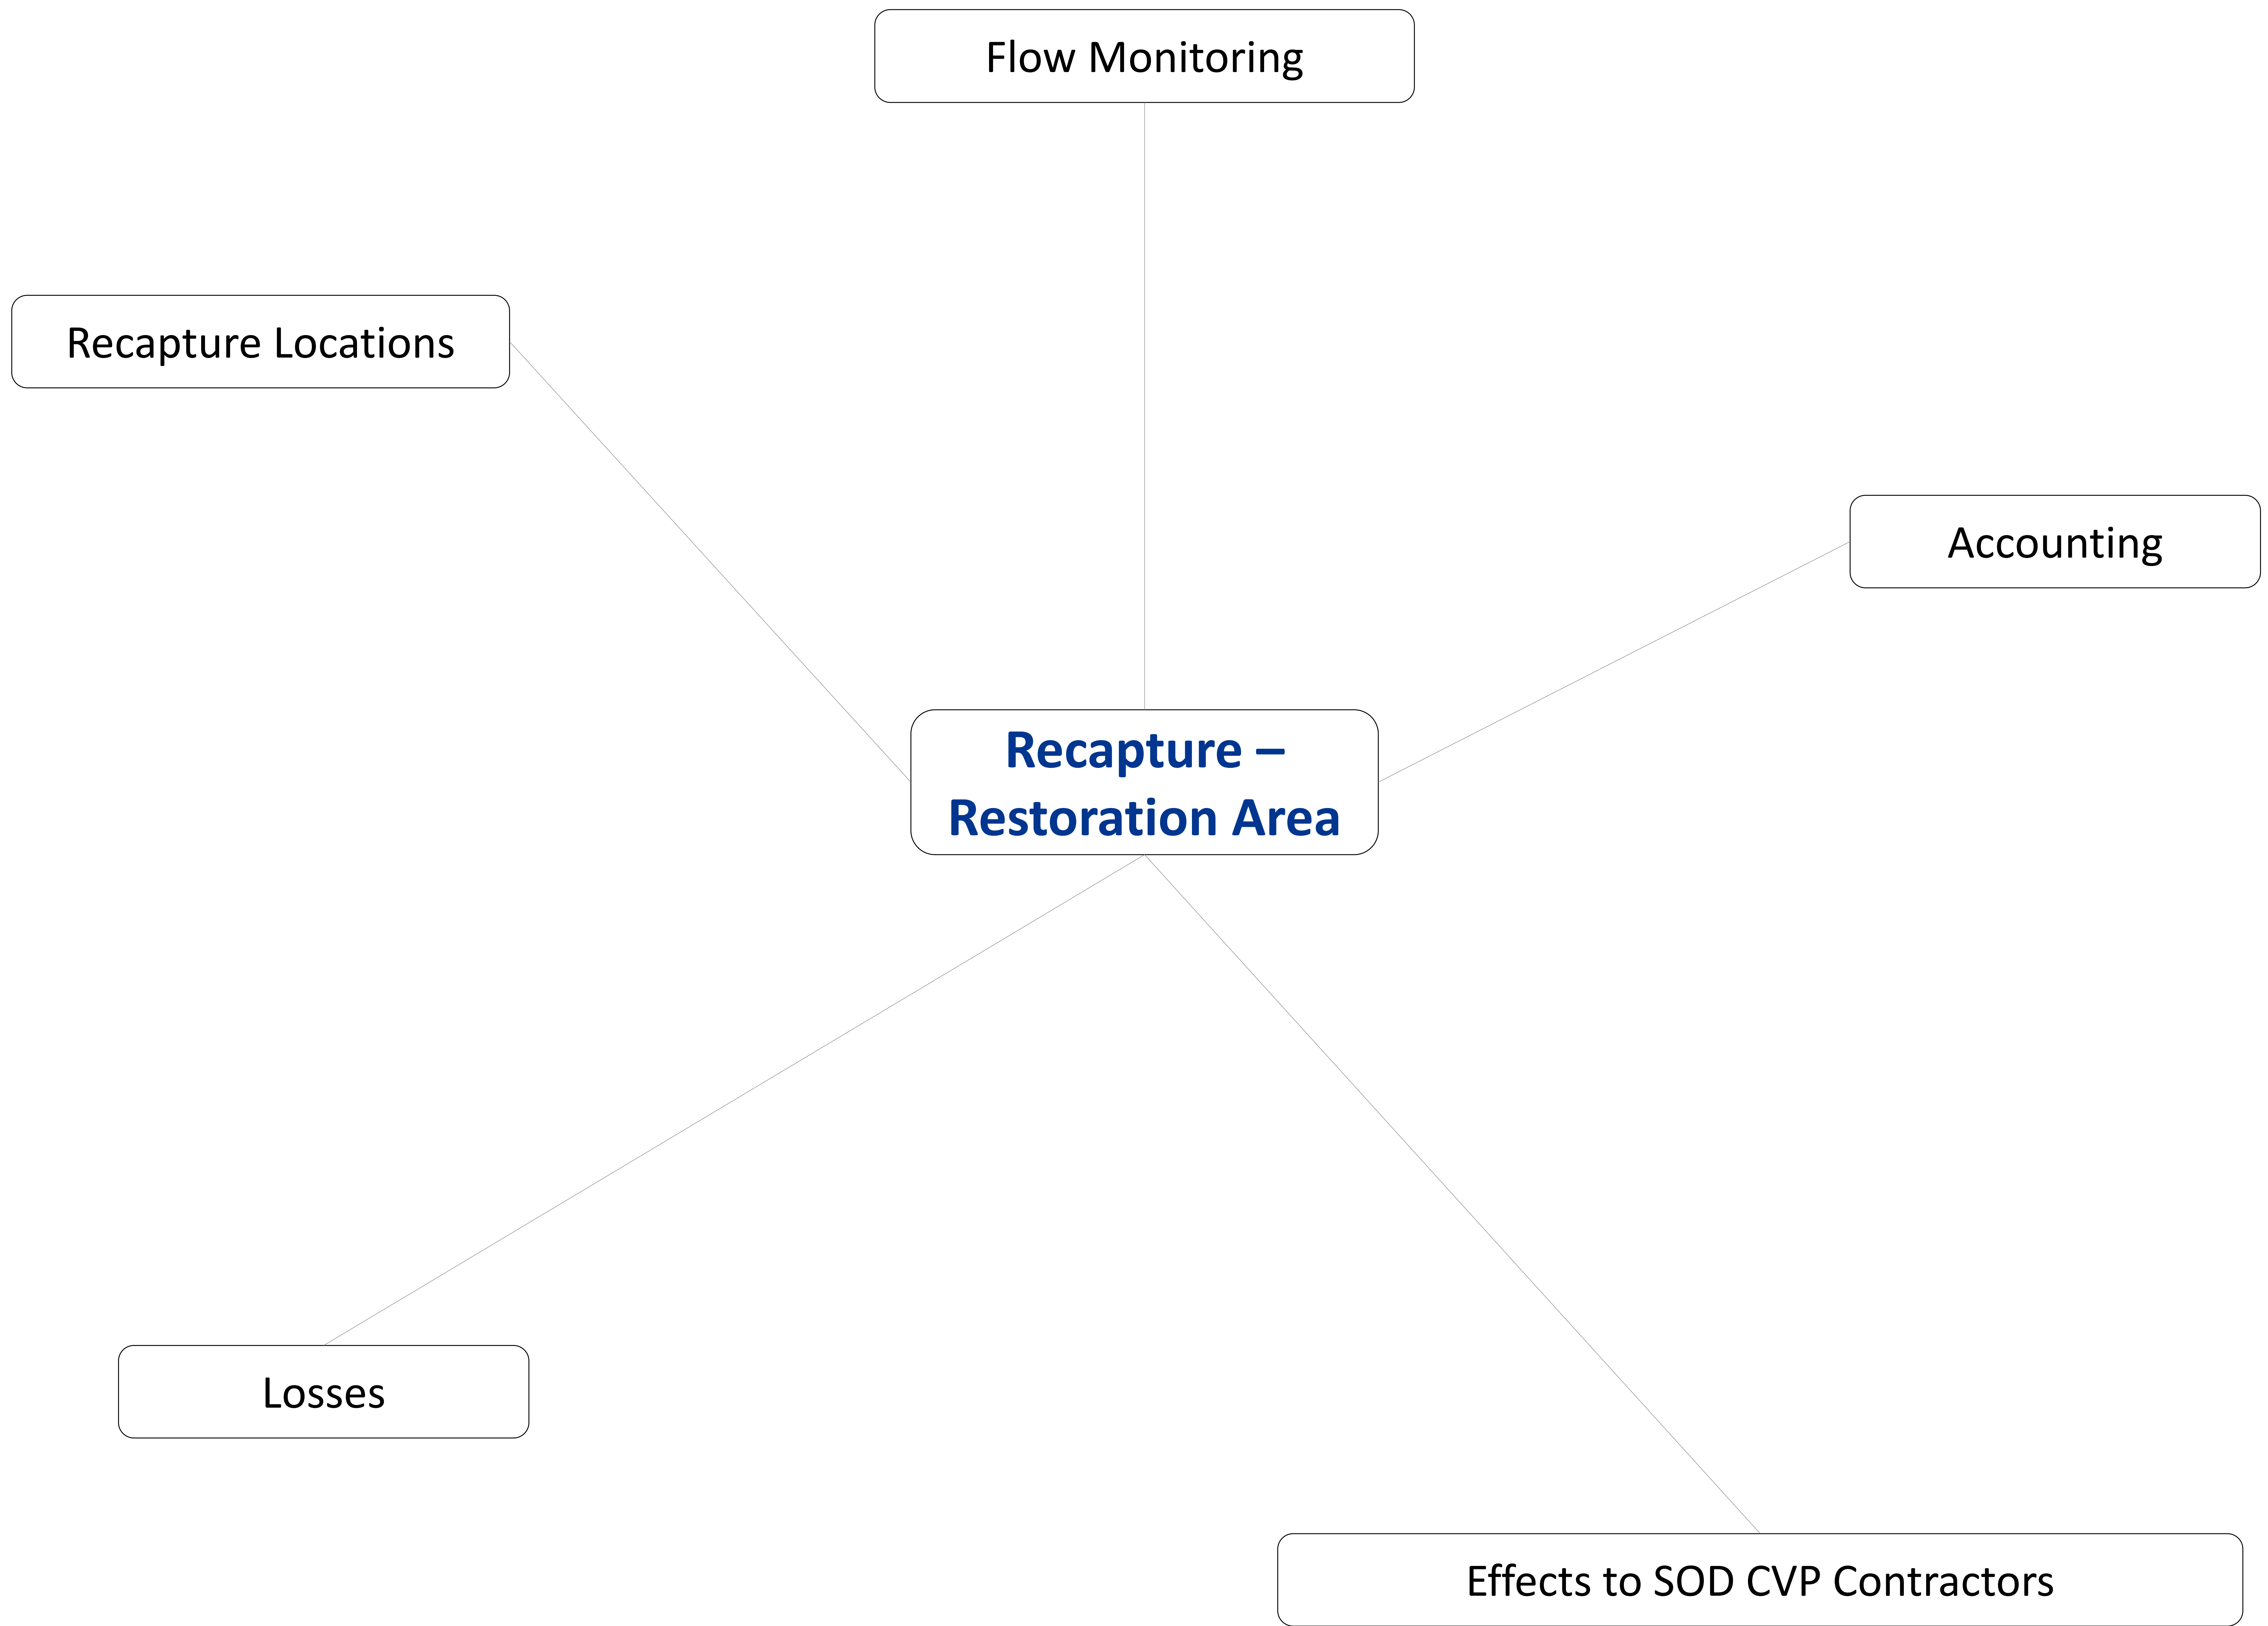 Flow Monitoring
Recapture Locations
Accounting
Recapture –
Restoration Area
Losses
Effects to SOD CVP Contractors